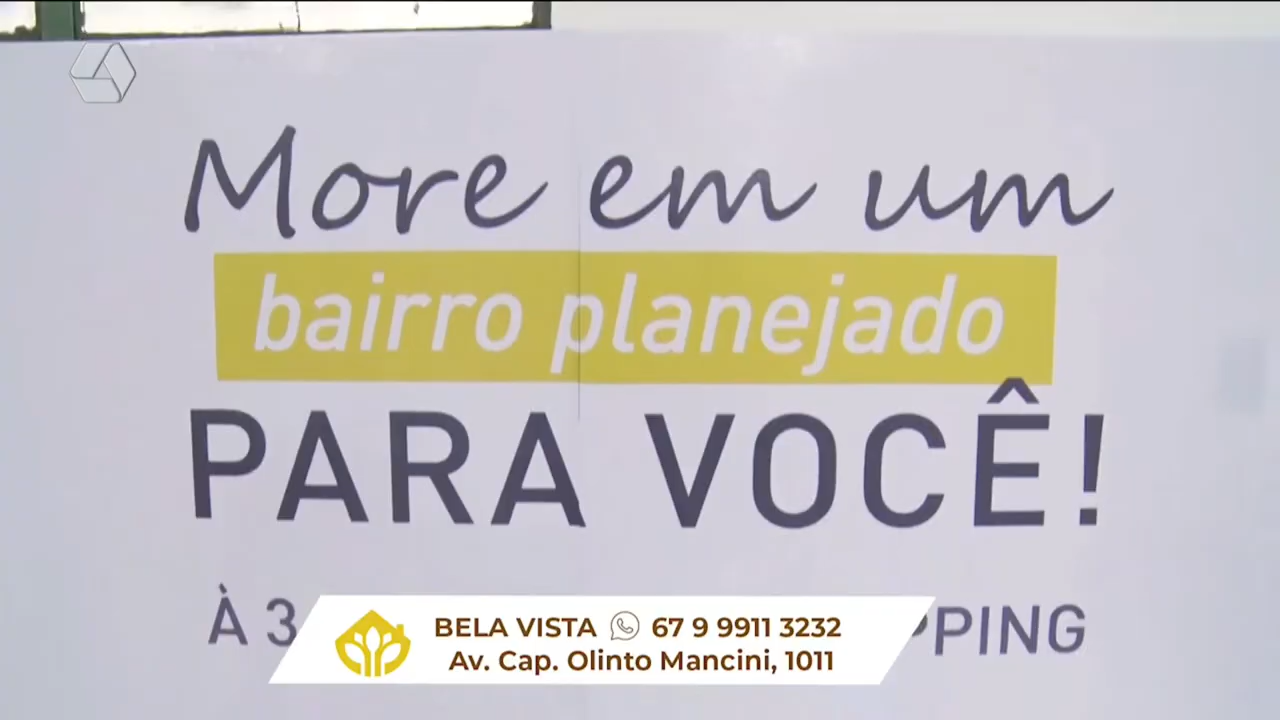 More em um
bairro planejado
PARA VOCÊ!
À 3
PPING
BELA VISTA 67 9 9911 3232
Av. Cap. Olinto Mancini, 1011